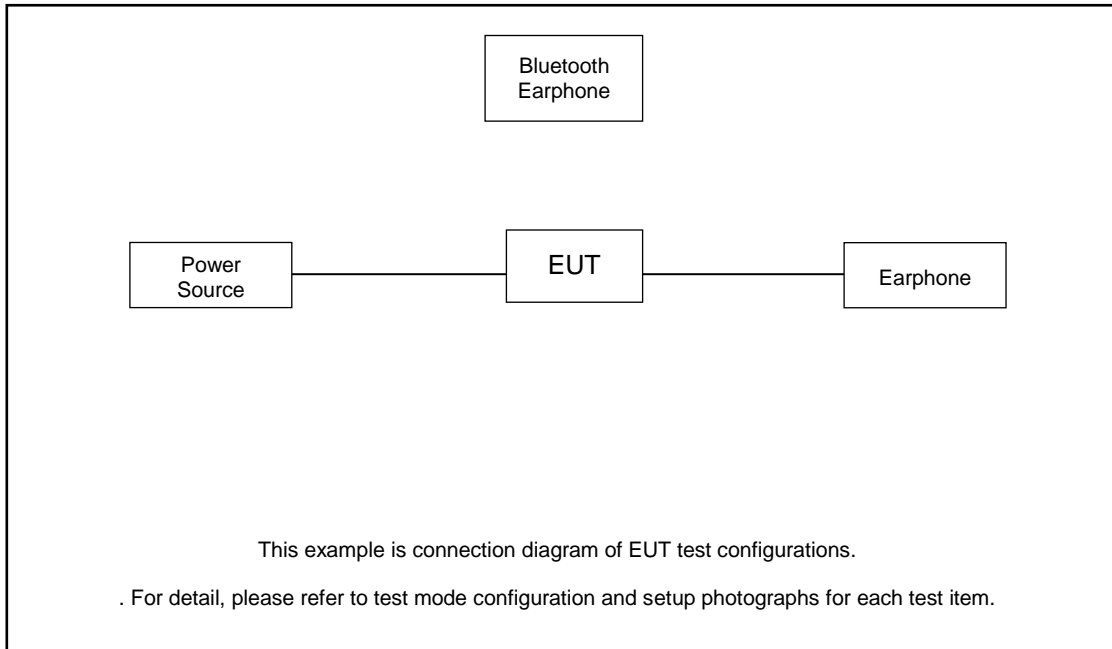 Bluetooth
Earphone
Power
Source
EUT
Earphone
This example is connection diagram of EUT test configurations.
. For detail, please refer to test mode configuration and setup photographs for each test item.